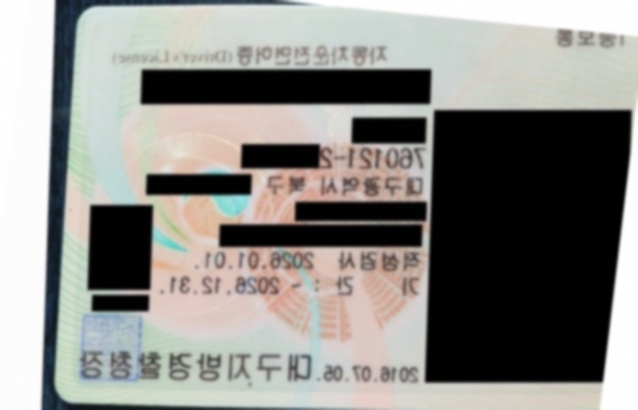 1종보통
자동차운전면허증 (Driver's License)
760121-2
대구광역시 북구
적성검사 2026.01.01.
기 간 : ~ 2026.12.31.
2016.07.05. 대구지방경찰청장